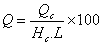 Q = Q_c / H_c.L × 100